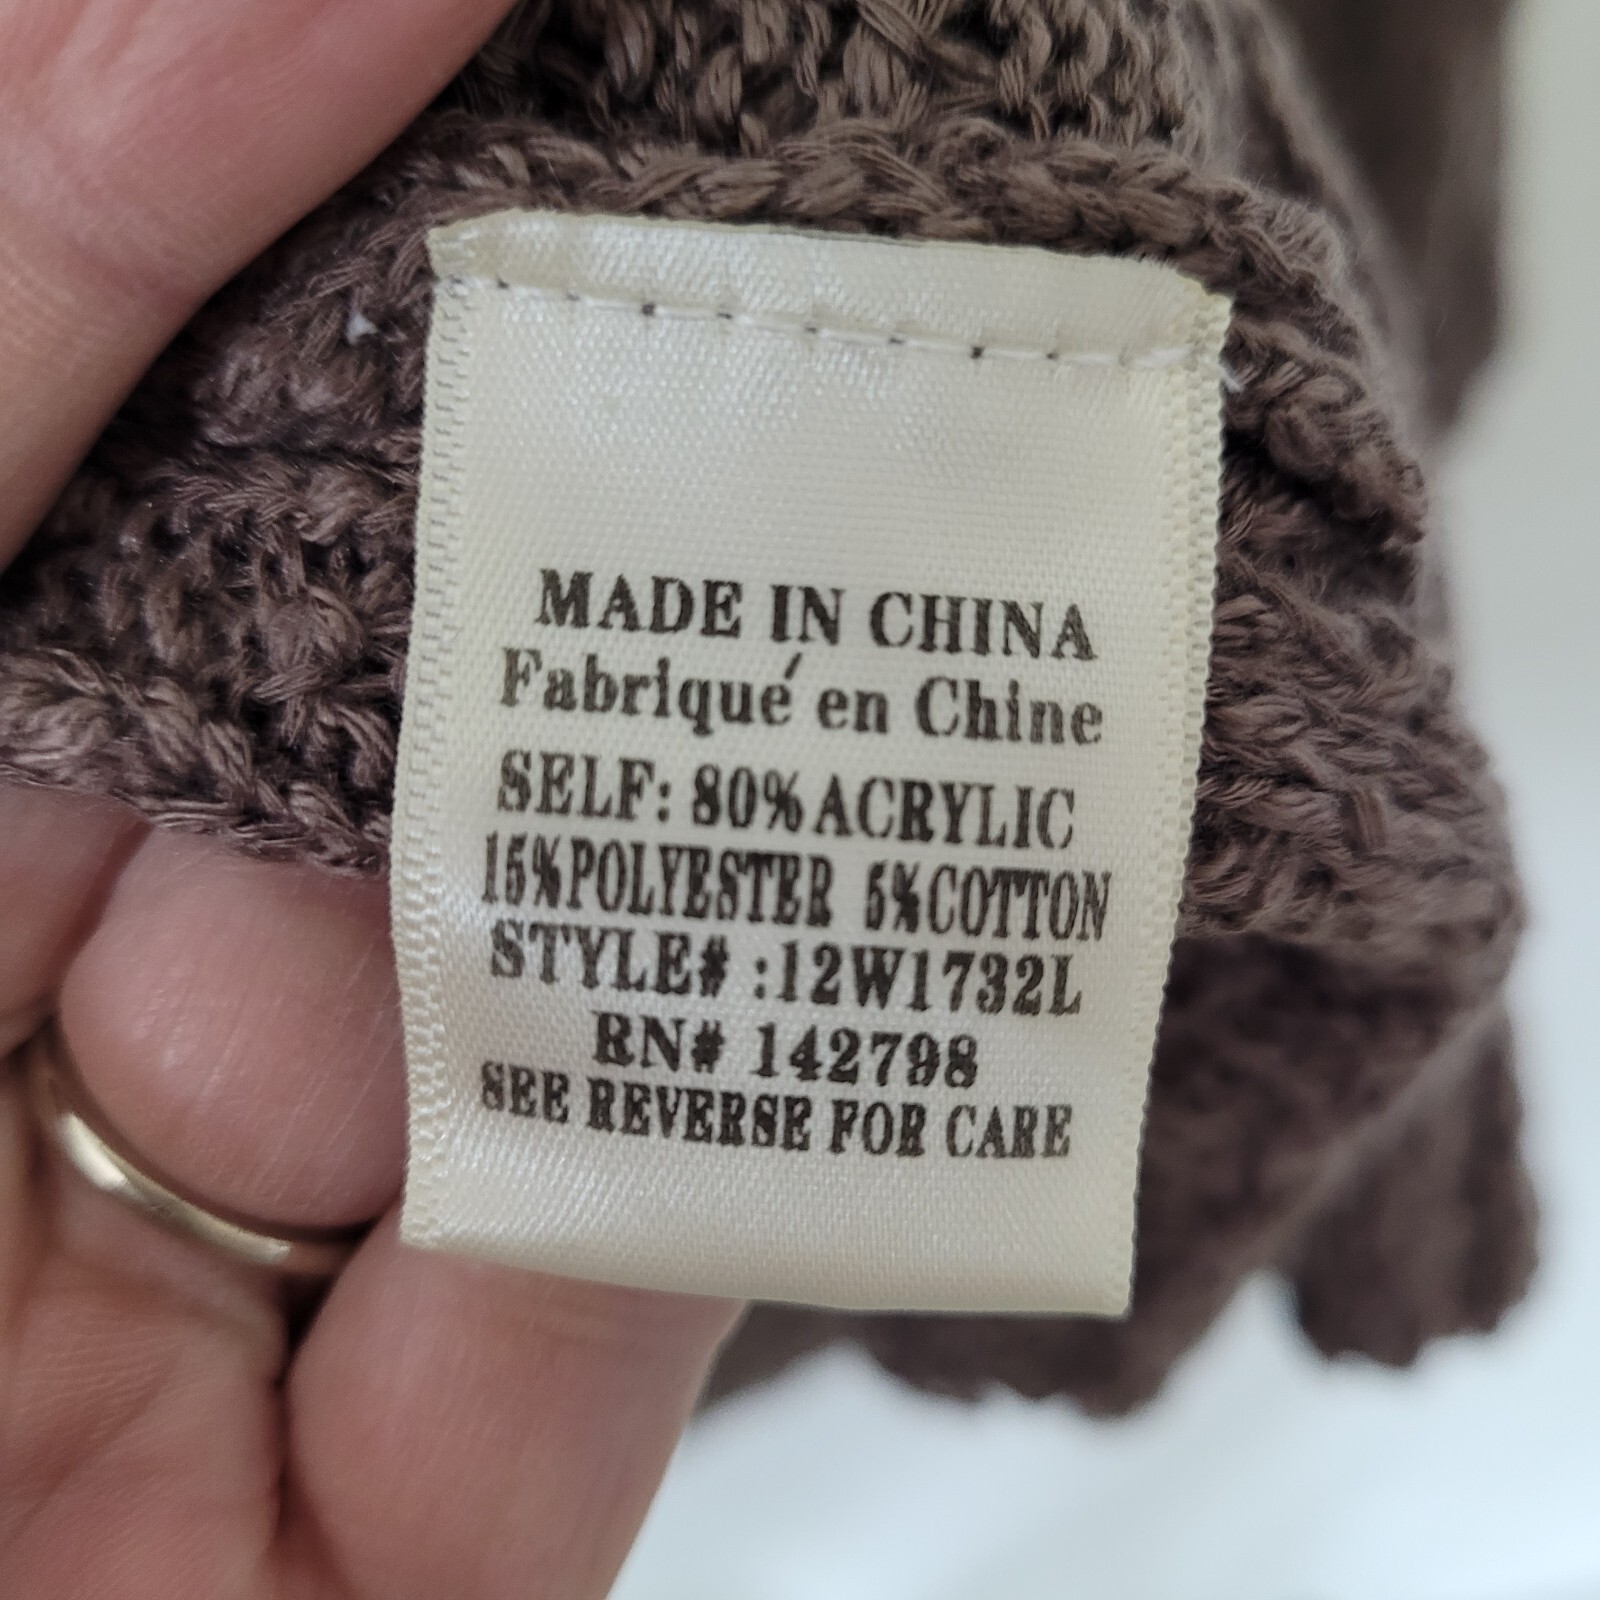 MADE IN CHINA
Fabriqué en Chine
SELF: 80% ACRYLIC
15%POLYESTER 5%COTTON
STYLE# :12W1732L
RN# 142798
SEE REVERSE FOR CARE